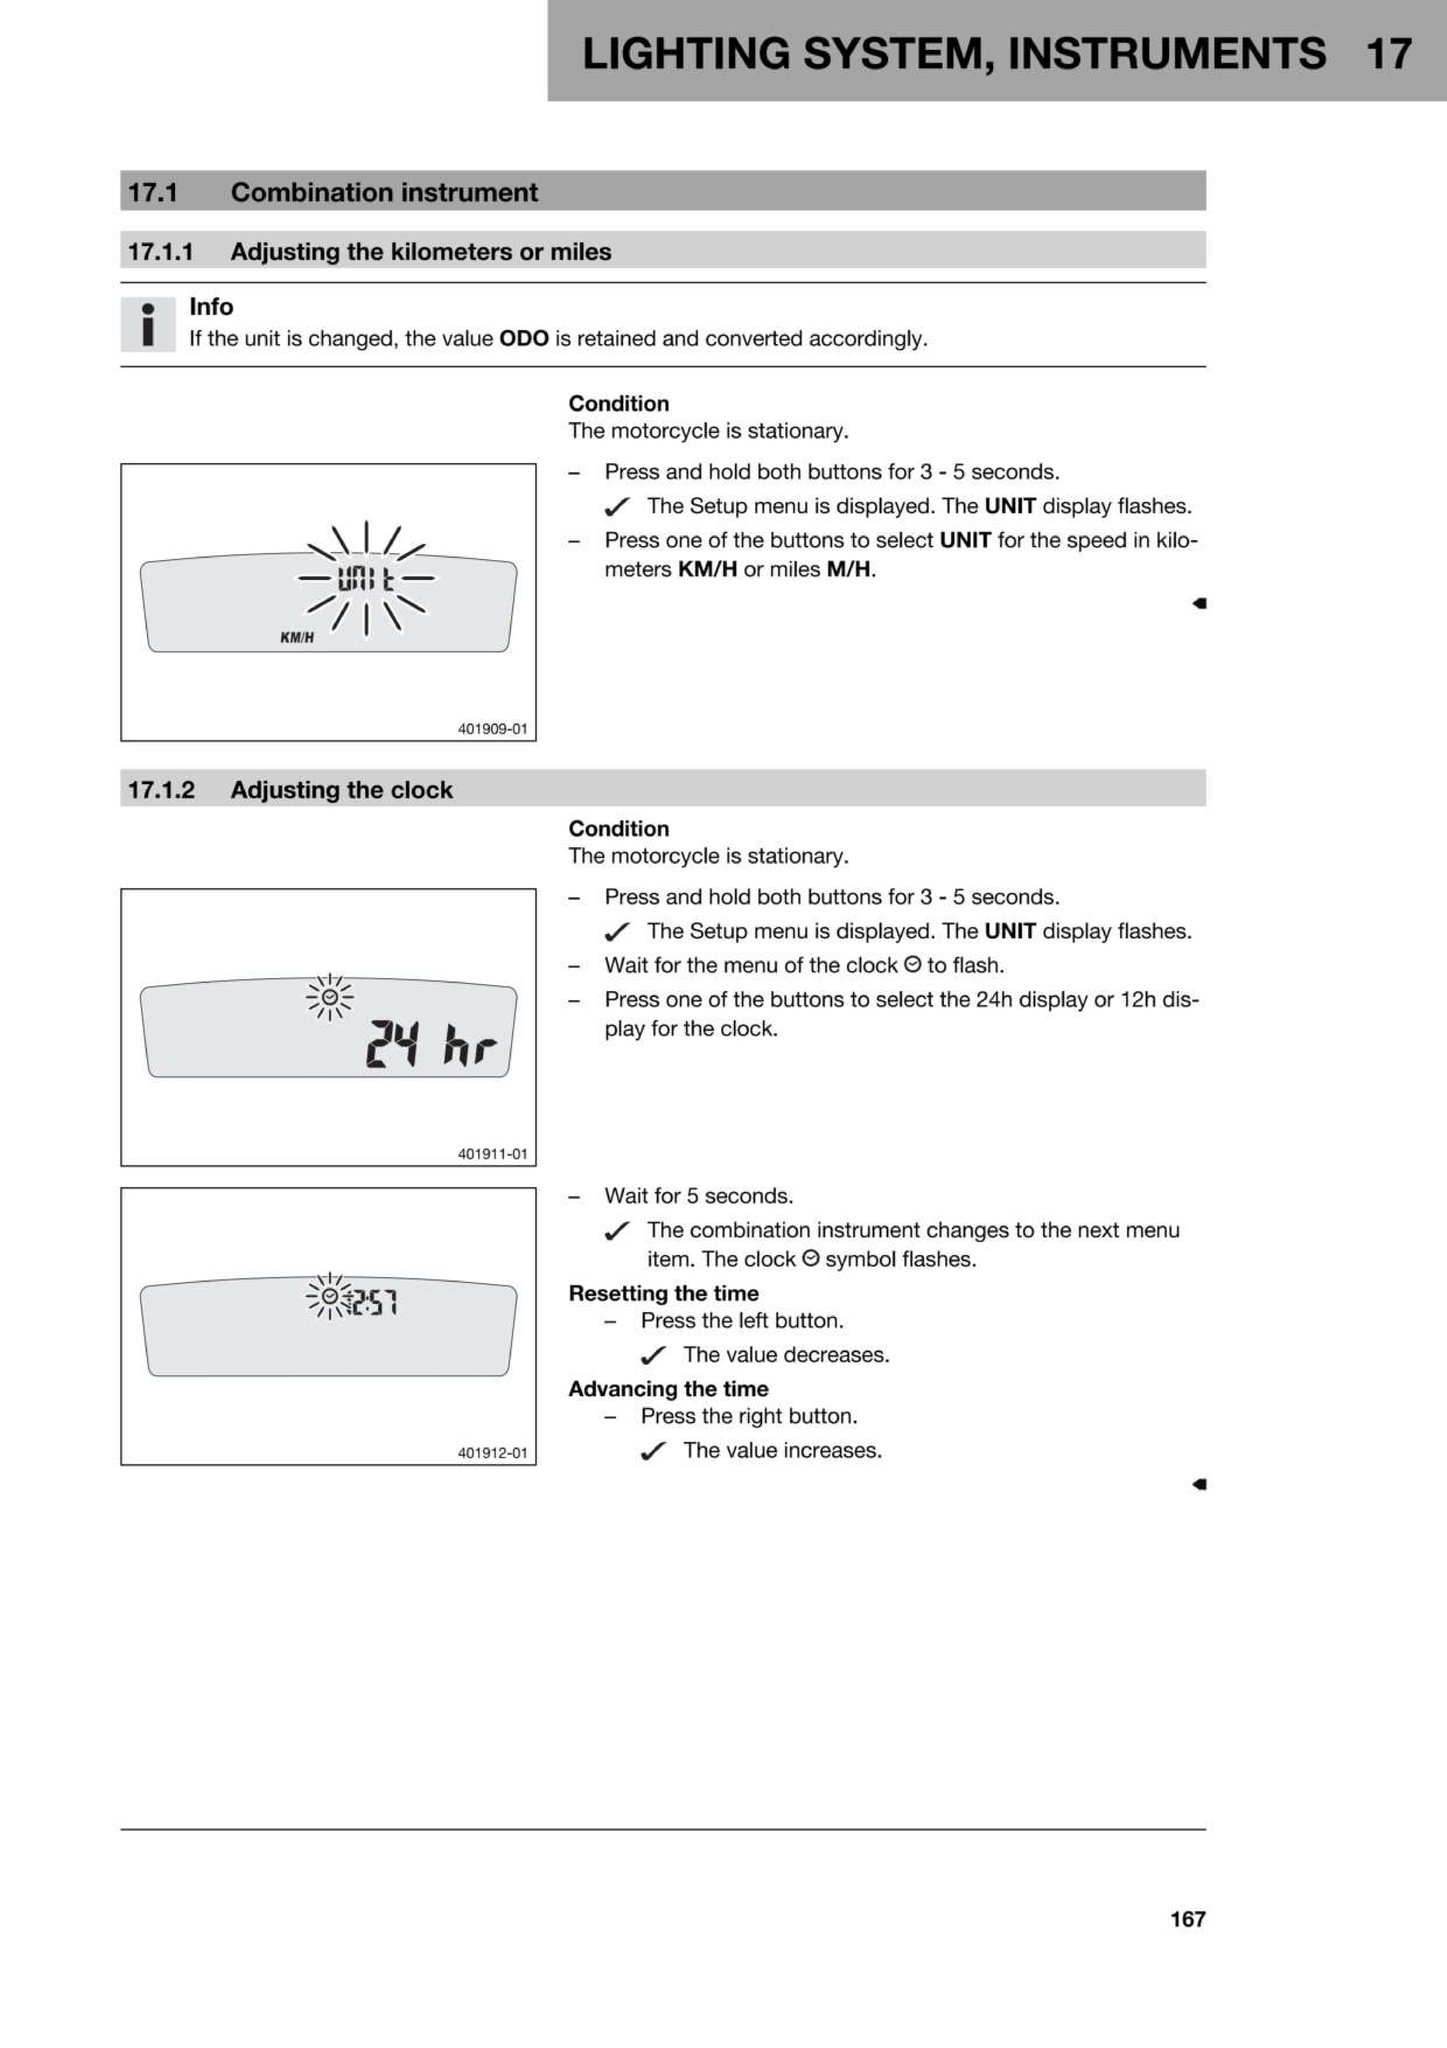 LIGHTING SYSTEM, INSTRUMENTS 17
17.1 Combination instrument
17.1.1 Adjusting the kilometers or miles
Info
If the unit is changed, the value ODO is retained and converted accordingly.
Condition
The motorcycle is stationary.
– Press and hold both buttons for 3 - 5 seconds.
✓ The Setup menu is displayed. The UNIT display flashes.
– Press one of the buttons to select UNIT for the speed in kilo-
meters KM/H or miles M/H.
UNIt
KM/H
401909-01
17.1.2 Adjusting the clock
Condition
The motorcycle is stationary.
– Press and hold both buttons for 3 - 5 seconds.
✓ The Setup menu is displayed. The UNIT display flashes.
– Wait for the menu of the clock to flash.
– Press one of the buttons to select the 24h display or 12h dis-
play for the clock.
24 hr
401911-01
– Wait for 5 seconds.
✓ The combination instrument changes to the next menu
item. The clock symbol flashes.
Resetting the time
– Press the left button.
✓ The value decreases.
Advancing the time
– Press the right button.
✓ The value increases.
12:57
401912-01
167